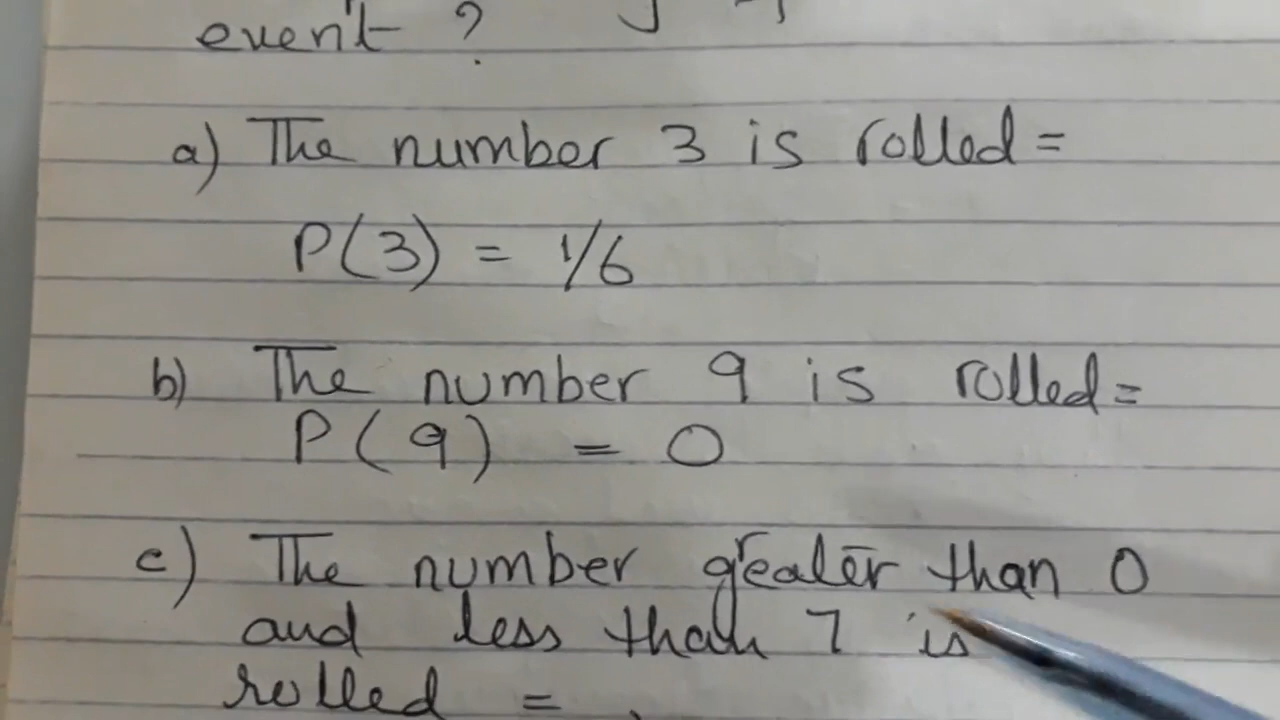 event ?
a) The number 3 is rolled =
P(3) = 1/6
b) The number 9 is rolled =
P(9) = 0
c) The number greater than 0
and less than 7 is
rolled =